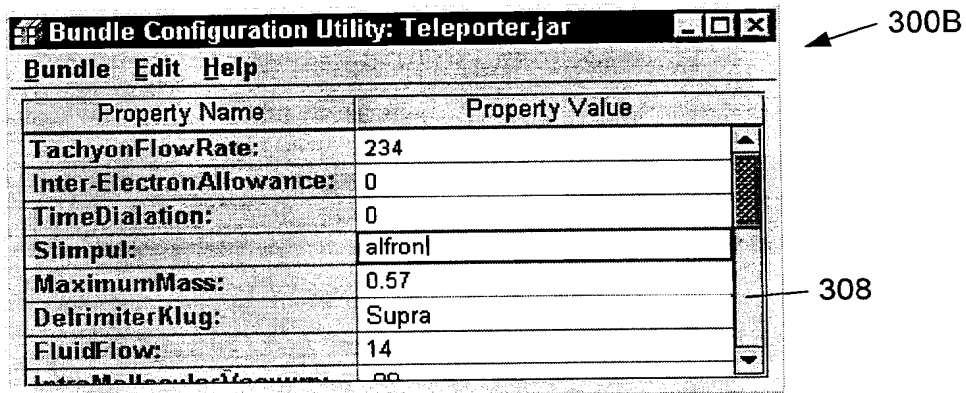 Bundle Configuration Utility: Teleporter.jar
300B
Bundle Edit Help
Property Name Property Value
TachyonFlowRate: 234
Inter-ElectronAllowance: 0
TimeDialation: 0
Slimpul: alfron
MaximumMass: 0.57
308
DelrimiterKlug: Supra
FluidFlow: 14